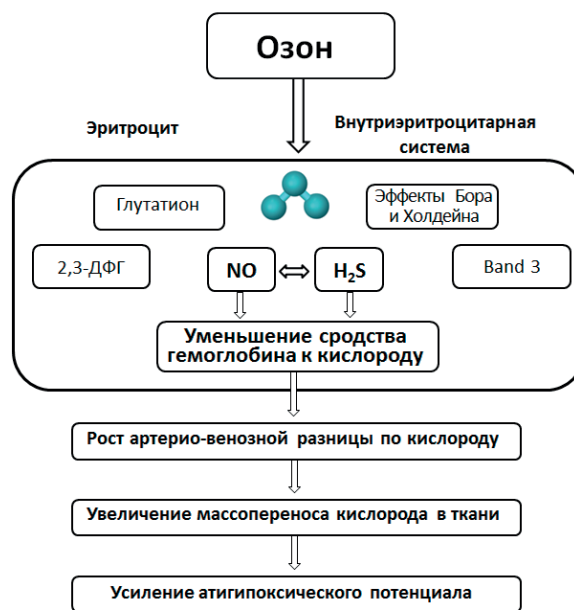 Озон
Эритроцит
Внутриэритроцитарная
система
Глутатион
Эффекты Бора
и Холдейна
2,3-ДФГ
NO
H₂S
Band 3
Уменьшение сродства
гемоглобина к кислороду
Рост артерио-венозной разницы по кислороду
Увеличение массопереноса кислорода в ткани
Усиление атигипоксического потенциала